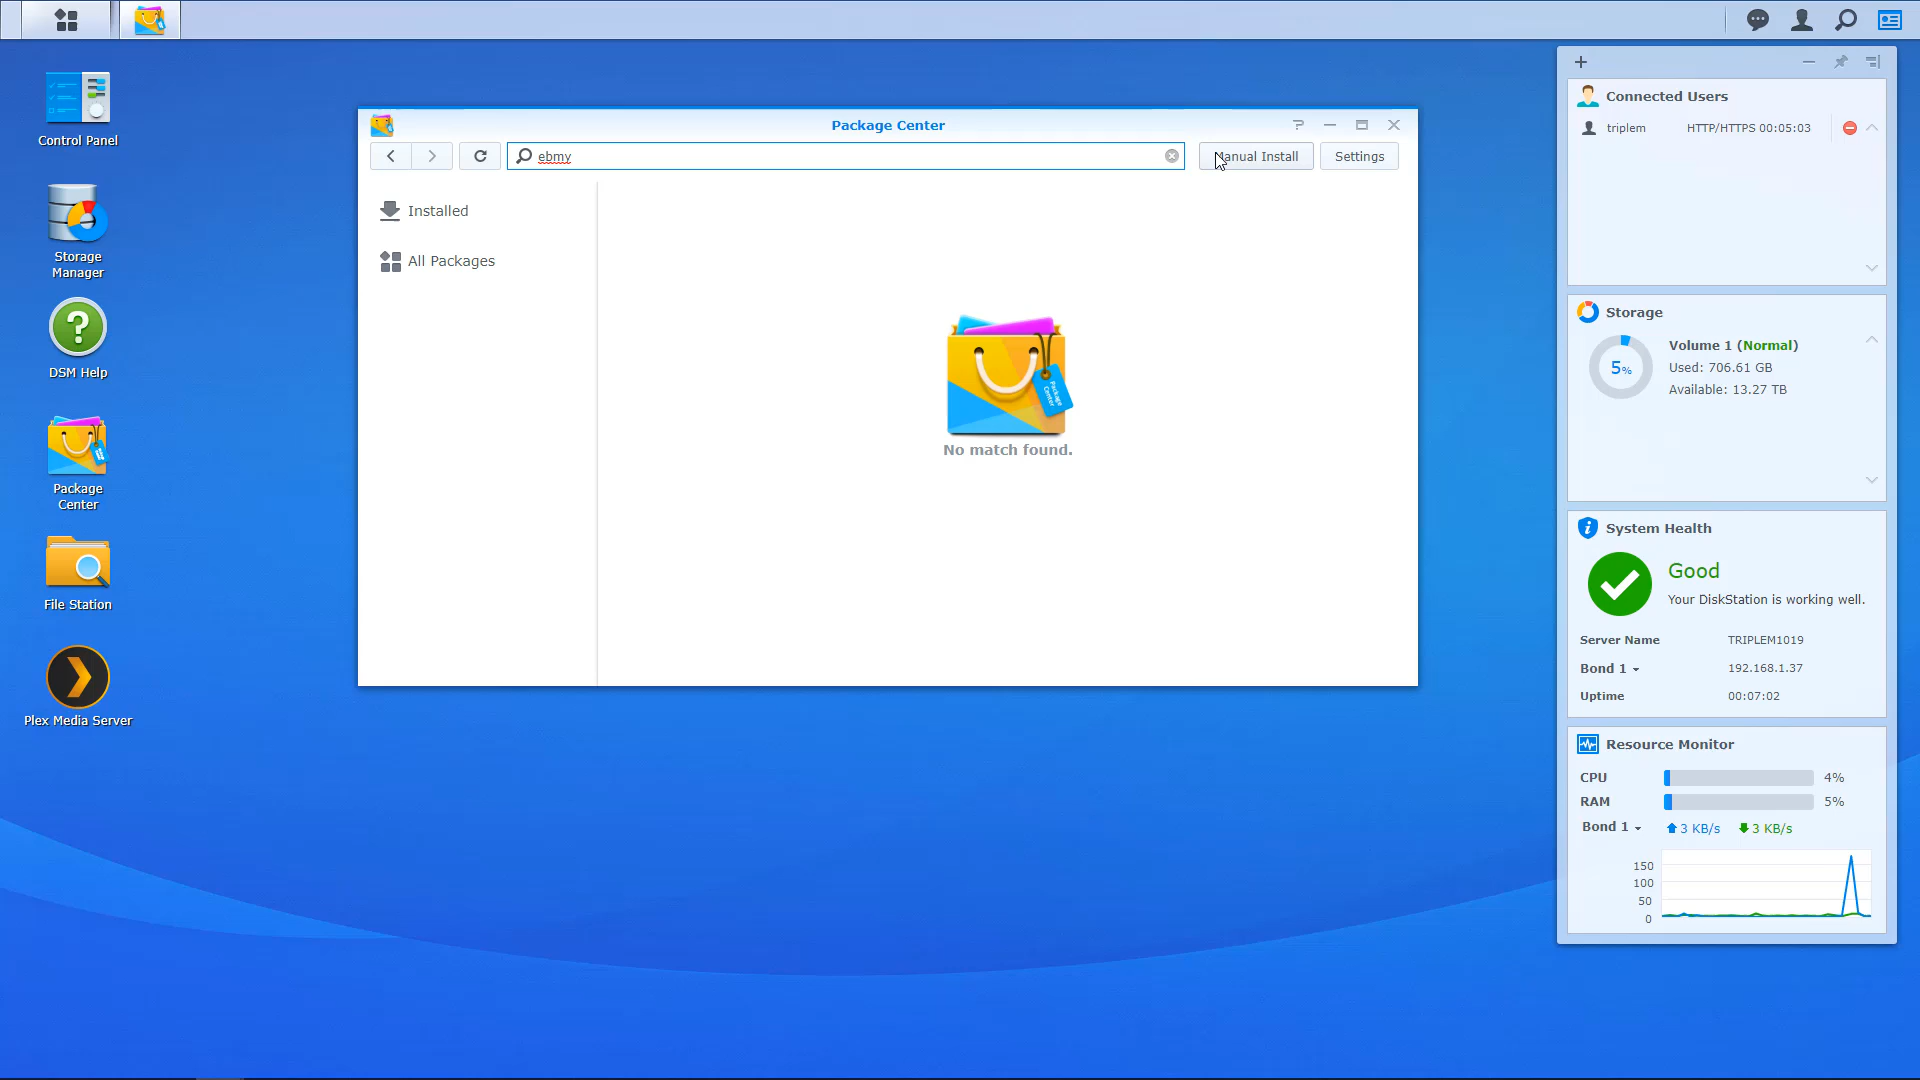 Control Panel
Storage
Manager
DSM Help
Package
Center
File Station
Plex Media Server
Package Center
ebmy
Manual Install
Settings
Installed
All Packages
Package
Center
No match found.
Connected Users
triplem HTTP/HTTPS 00:05:03
Storage
5%
Volume 1 (Normal)
Used: 706.61 GB
Available: 13.27 TB
System Health
Good
Your DiskStation is working well.
Server Name TRIPLEM1019
Bond 1 192.168.1.37
Uptime 00:07:02
Resource Monitor
CPU 4%
RAM 5%
Bond 1 3 KB/s 3 KB/s
150
100
50
0